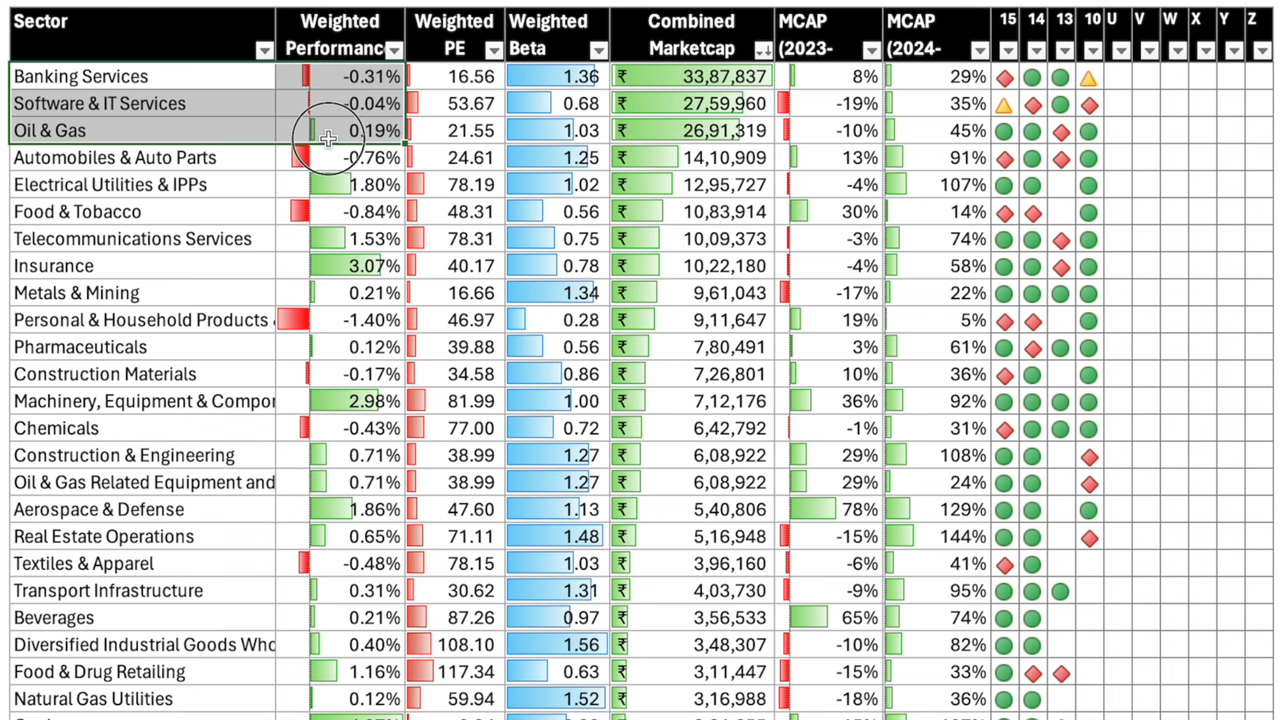 Sector Weighted Performanc Weighted PE Weighted Beta Combined Marketcap MCAP (2023- MCAP (2024- 15 14 13 10 U V W X Y Z
Banking Services -0.31% 16.56 1.36 ₹ 33,87,837 8% 29%
Software & IT Services -0.04% 53.67 0.68 ₹ 27,59,960 -19% 35%
Oil & Gas 0.19% 21.55 1.03 ₹ 26,91,319 -10% 45%
Automobiles & Auto Parts -0.76% 24.61 1.25 ₹ 14,10,909 13% 91%
Electrical Utilities & IPPs 1.80% 78.19 1.02 ₹ 12,95,727 -4% 107%
Food & Tobacco -0.84% 48.31 0.56 ₹ 10,83,914 30% 14%
Telecommunications Services 1.53% 78.31 0.75 ₹ 10,09,373 -3% 74%
Insurance 3.07% 40.17 0.78 ₹ 10,22,180 -4% 58%
Metals & Mining 0.21% 16.66 1.34 ₹ 9,61,043 -17% 22%
Personal & Household Products -1.40% 46.97 0.28 ₹ 9,11,647 19% 5%
Pharmaceuticals 0.12% 39.88 0.56 ₹ 7,80,491 3% 61%
Construction Materials -0.17% 34.58 0.86 ₹ 7,26,801 10% 36%
Machinery, Equipment & Compor 2.98% 81.99 1.00 ₹ 7,12,176 36% 92%
Chemicals -0.43% 77.00 0.72 ₹ 6,42,792 -1% 31%
Construction & Engineering 0.71% 38.99 1.27 ₹ 6,08,922 29% 108%
Oil & Gas Related Equipment and 0.71% 38.99 1.27 ₹ 6,08,922 29% 24%
Aerospace & Defense 1.86% 47.60 1.13 ₹ 5,40,806 78% 129%
Real Estate Operations 0.65% 71.11 1.48 ₹ 5,16,948 -15% 144%
Textiles & Apparel -0.48% 78.15 1.03 ₹ 3,96,160 -6% 41%
Transport Infrastructure 0.31% 30.62 1.31 ₹ 4,03,730 -9% 95%
Beverages 0.21% 87.26 0.97 ₹ 3,56,533 65% 74%
Diversified Industrial Goods Who 0.40% 108.10 1.56 ₹ 3,48,307 -10% 82%
Food & Drug Retailing 1.16% 117.34 0.63 ₹ 3,11,447 -15% 33%
Natural Gas Utilities 0.12% 59.94 1.52 ₹ 3,16,988 -18% 36%